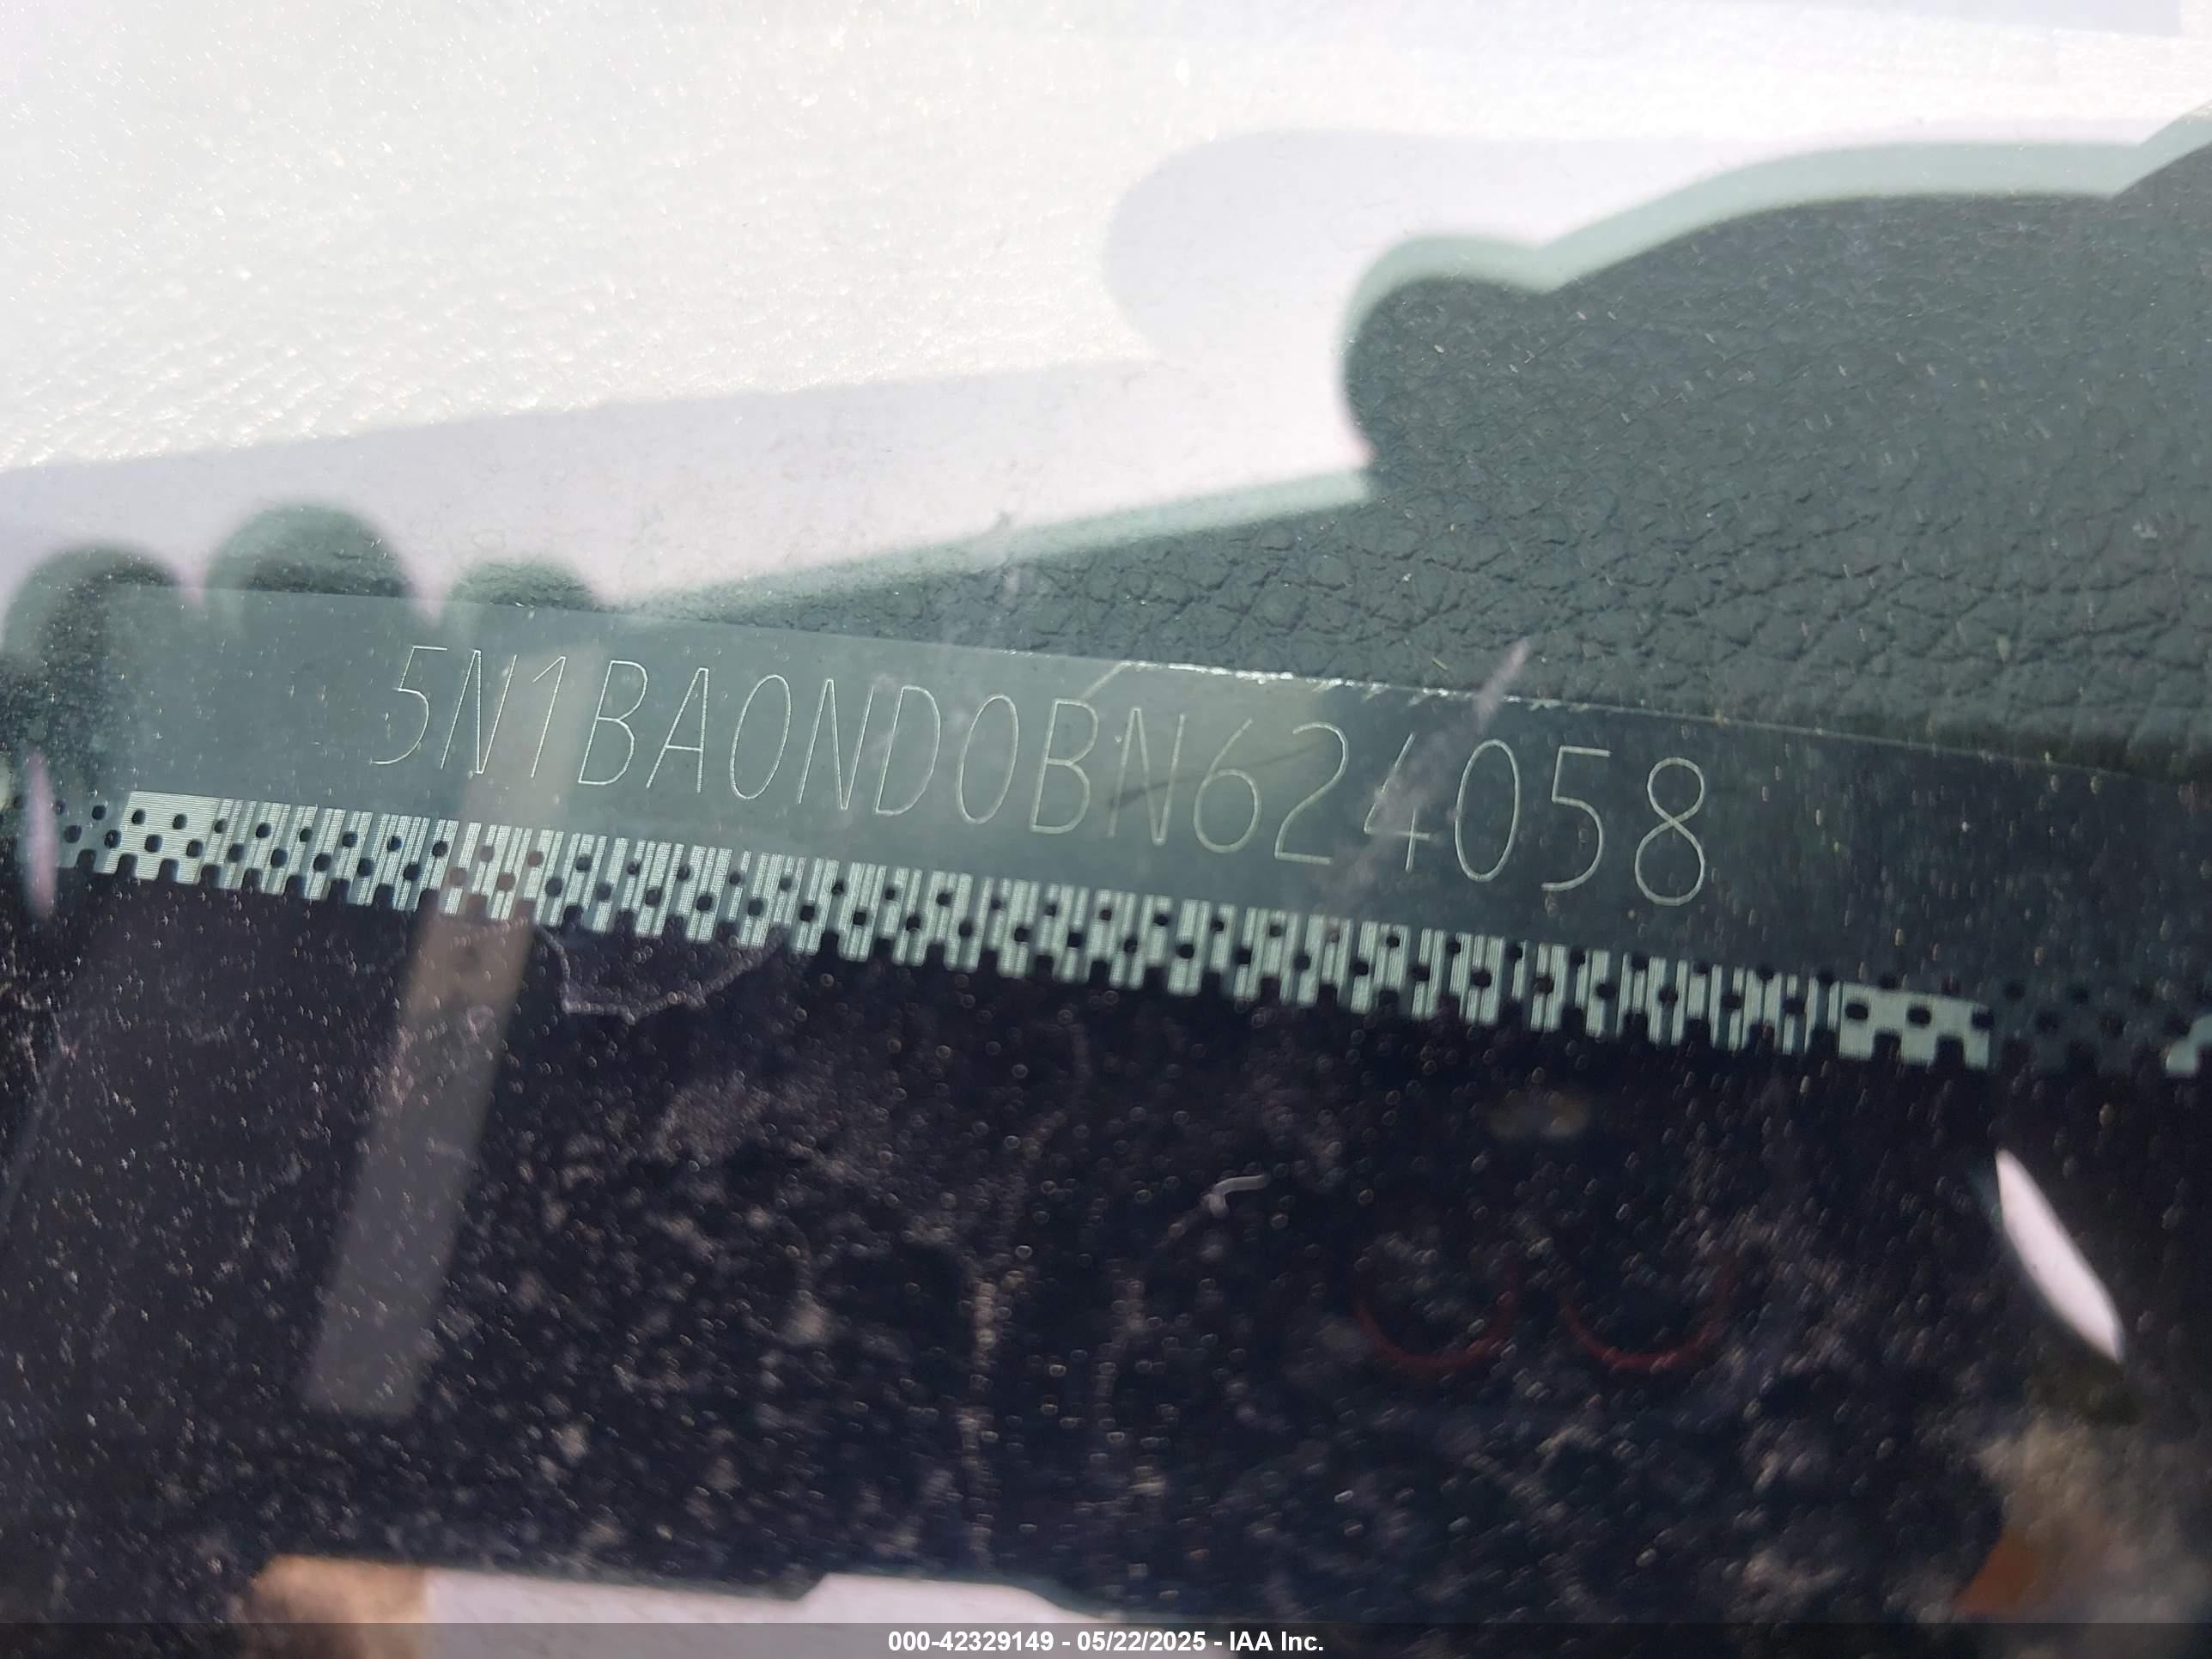 5N1BA0ND0BN624058
000-42329149 - 05/22/2025 - IAA Inc.